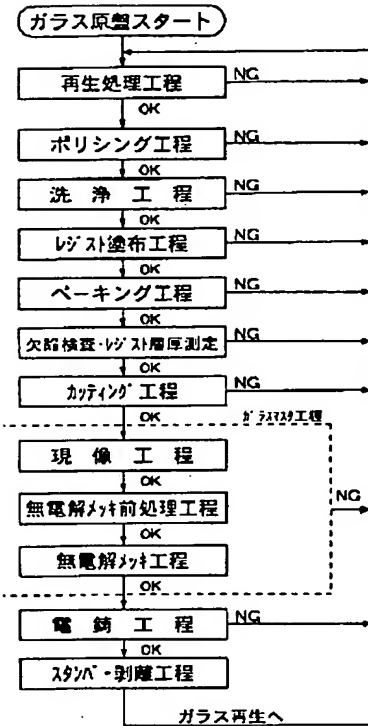 ガラス原盤スタート
再生処理工程
NG
OK
ポリシング工程
NG
OK
洗浄工程
NG
OK
レジスト塗布工程
NG
OK
ベーキング工程
NG
OK
欠陥検査・レジスト層厚測定
NG
OK
カッティング工程
NG
OK
ガラスマスタ工程
現像工程
OK
無電解メッキ前処理工程
NG
OK
無電解メッキ工程
OK
電鋳工程
NG
OK
スタンパー剥離工程
ガラス再生へ